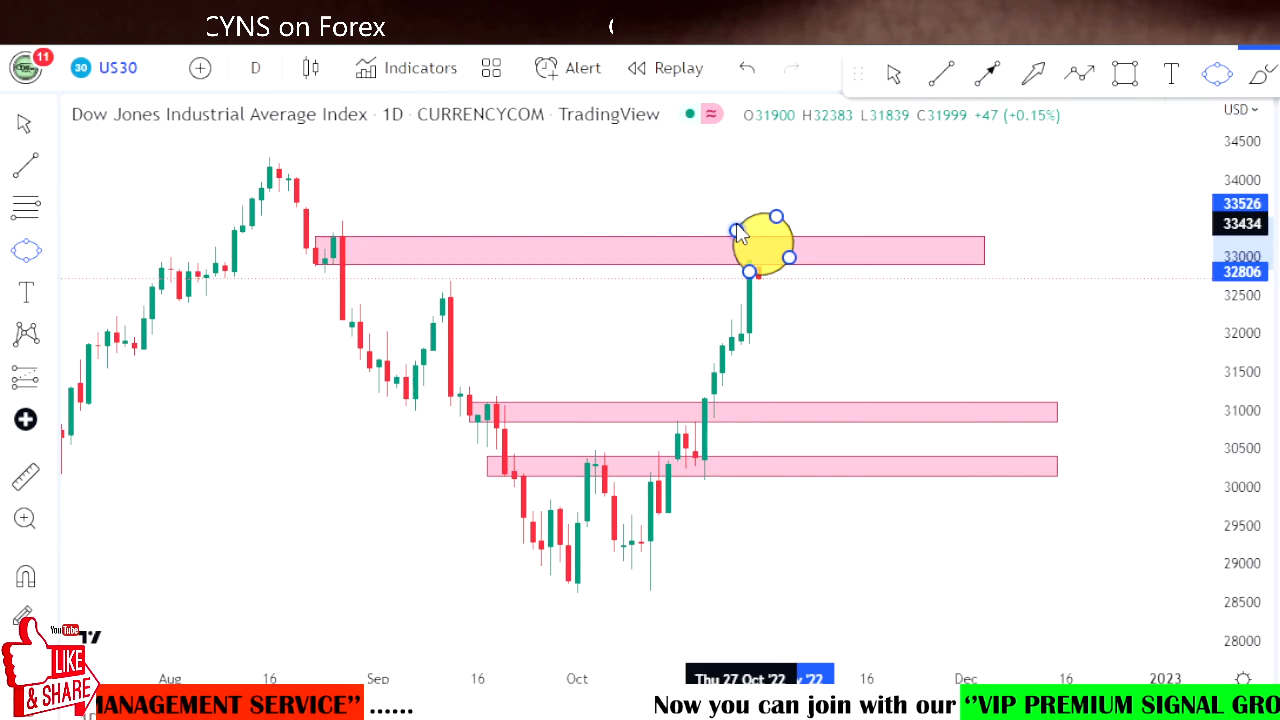 CYNS on Forex
11
30 US30 D Indicators Alert Replay
Dow Jones Industrial Average Index · 1D · CURRENCYCOM · TradingView O31900 H32383 L31839 C31999 +47 (+0.15%)
USD
34500
34000
33526
33434
33000
32806
32500
32000
31500
31000
30500
30000
29500
29000
28500
28000
Aug 16 Sep 16 Oct Thu 27 Oct '22 '22 16 Dec 2023
YouTube
LIKE
& SHARE
MANAGEMENT SERVICE’’ ...... Now you can join with our ‘’VIP PREMIUM SIGNAL GRO